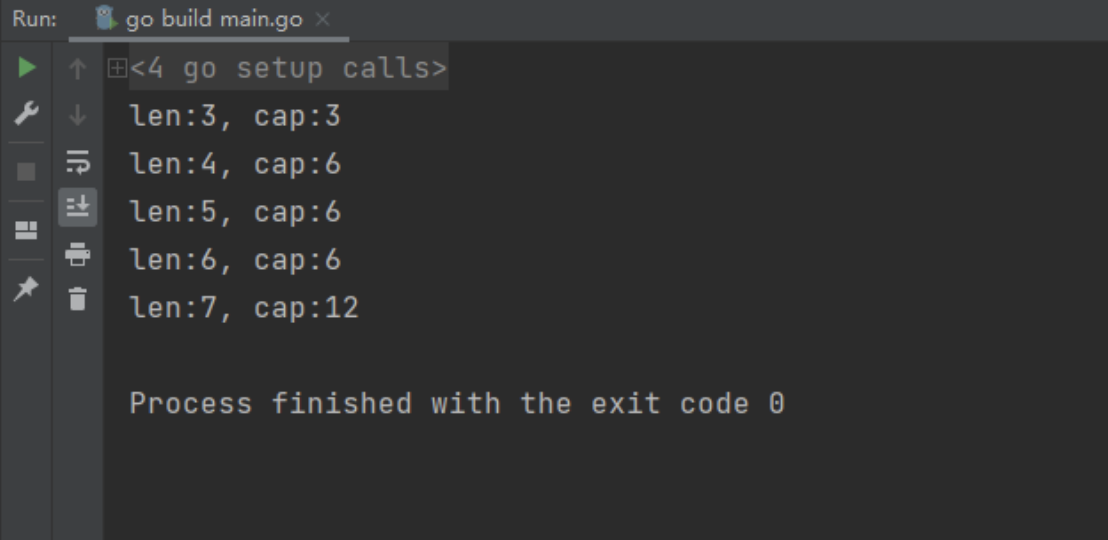 Run: go build main.go
<4 go setup calls>
len:3, cap:3
len:4, cap:6
len:5, cap:6
len:6, cap:6
len:7, cap:12
Process finished with the exit code 0